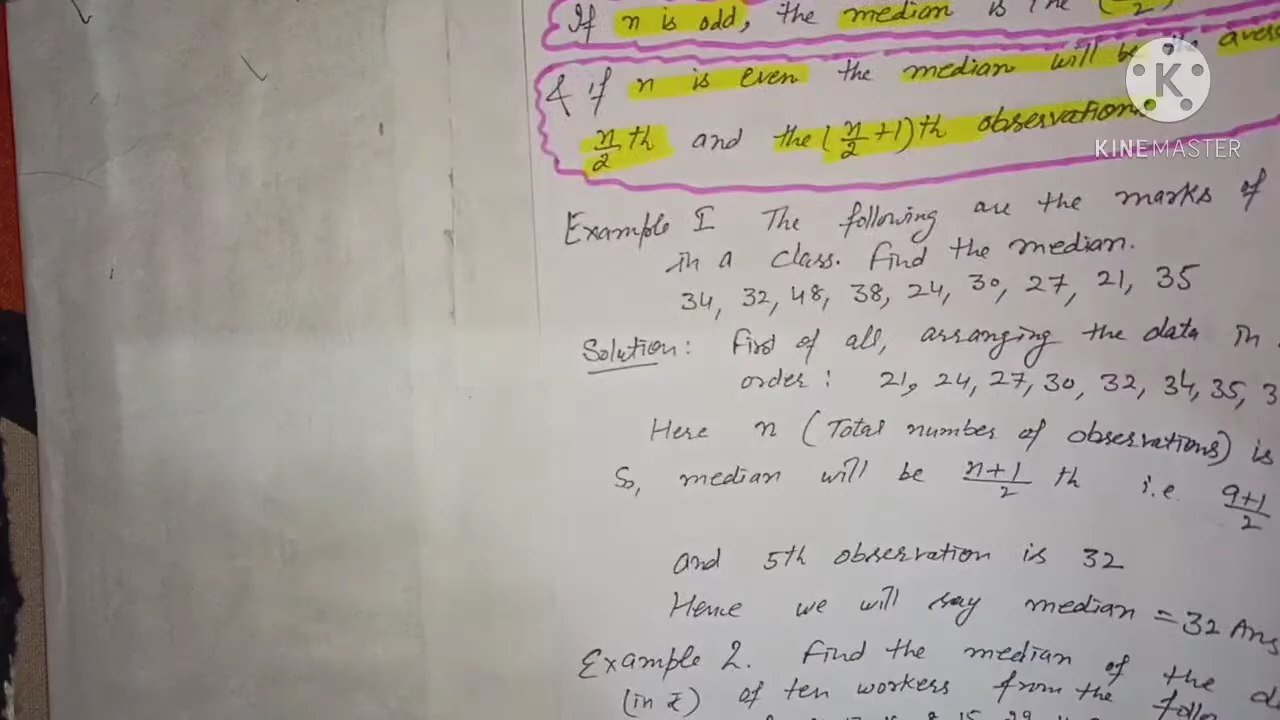 If n is odd, the median is the
& if n is even the median will be
n/2 th and the (n/2 +1)th observation
KINEMASTER
Example I The following are the marks of
in a class. Find the median.
34, 32, 48, 38, 24, 30, 27, 21, 35
Solution: First of all, arranging the data in
order: 21, 24, 27, 30, 32, 34, 35, 3
Here n (Total number of observations) is
So, median will be n+1/2 th i.e. 9+1/2
and 5th observation is 32
Hence we will say median = 32 Ans
Example 2. Find the median of the
(in ₹) of ten workers from the